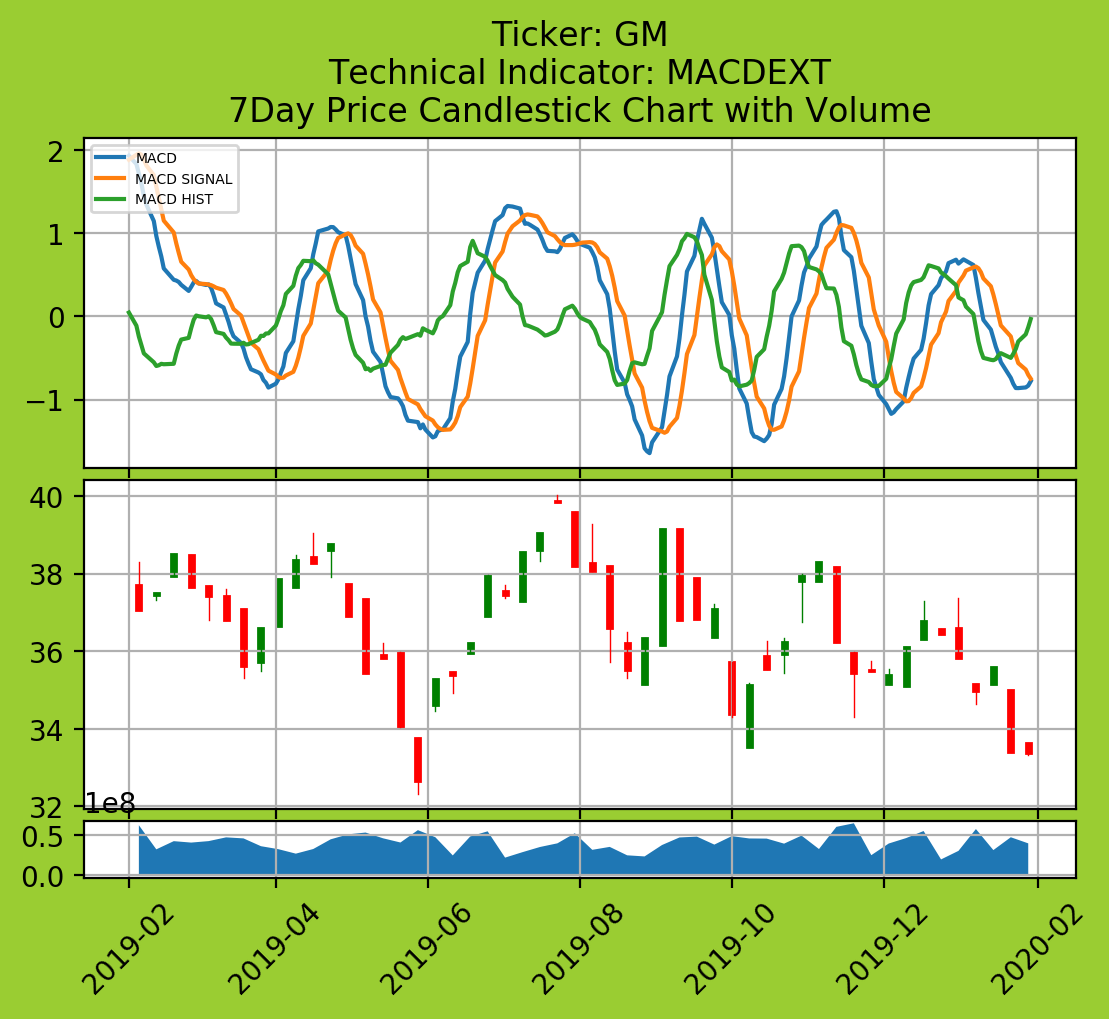 Ticker: GM
Technical Indicator: MACDEXT
7Day Price Candlestick Chart with Volume
MACD
MACD SIGNAL
MACD HIST
2
1
0
−1
40
38
36
34
32
1e8
0.5
0.0
2019-02
2019-04
2019-06
2019-08
2019-10
2019-12
2020-02